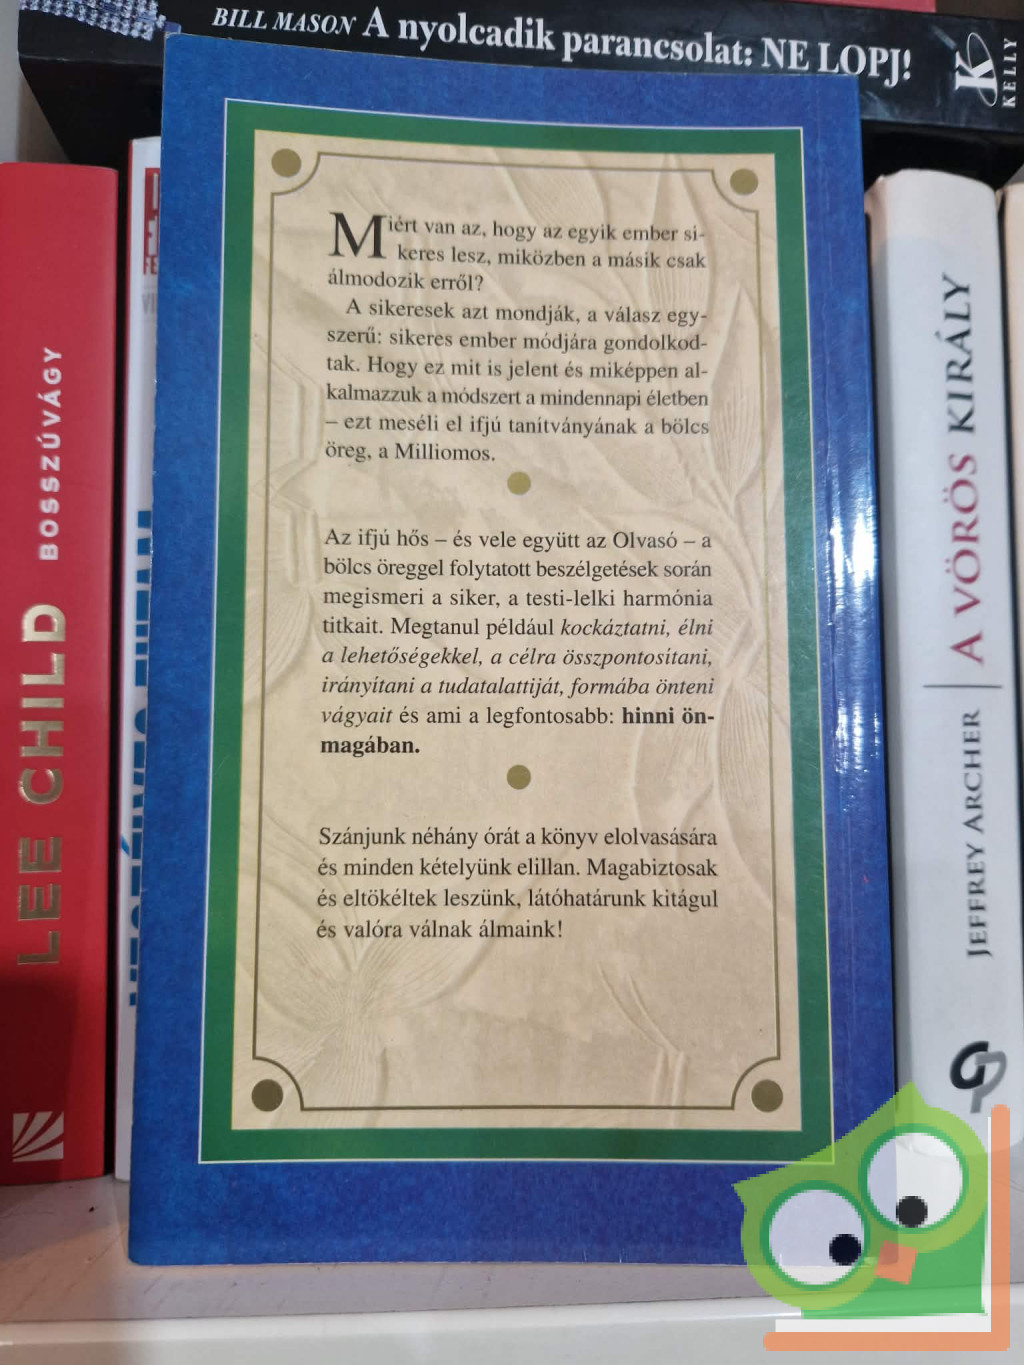 BILL MASON A nyolcadik parancsolat: NE LOPJ!
K
KELLY
LEE CHILD BOSSZÚVÁGY
Miért van az, hogy az egyik ember si-
keres lesz, miközben a másik csak
álmodozik erről?
A sikeresek azt mondják, a válasz egy-
szerű: sikeres ember módjára gondolkod-
tak. Hogy ez mit is jelent és miképpen al-
kalmazzuk a módszert a mindennapi életben
– ezt meséli el ifjú tanítványának a bölcs
öreg, a Milliomos.
Az ifjú hős – és vele együtt az Olvasó – a
bölcs öreggel folytatott beszélgetések során
megismeri a siker, a testi-lelki harmónia
titkait. Megtanul például kockáztatni, élni
a lehetőségekkel, a célra összpontosítani,
irányítani a tudatalattiját, formába önteni
vágyait és ami a legfontosabb: hinni ön-
magában.
Szánjunk néhány órát a könyv elolvasására
és minden kételyünk elillan. Magabiztosak
és eltökéltek leszünk, látóhatárunk kitágul
és valóra válnak álmaink!
JEFFREY ARCHER | A VÖRÖS KIRÁLY